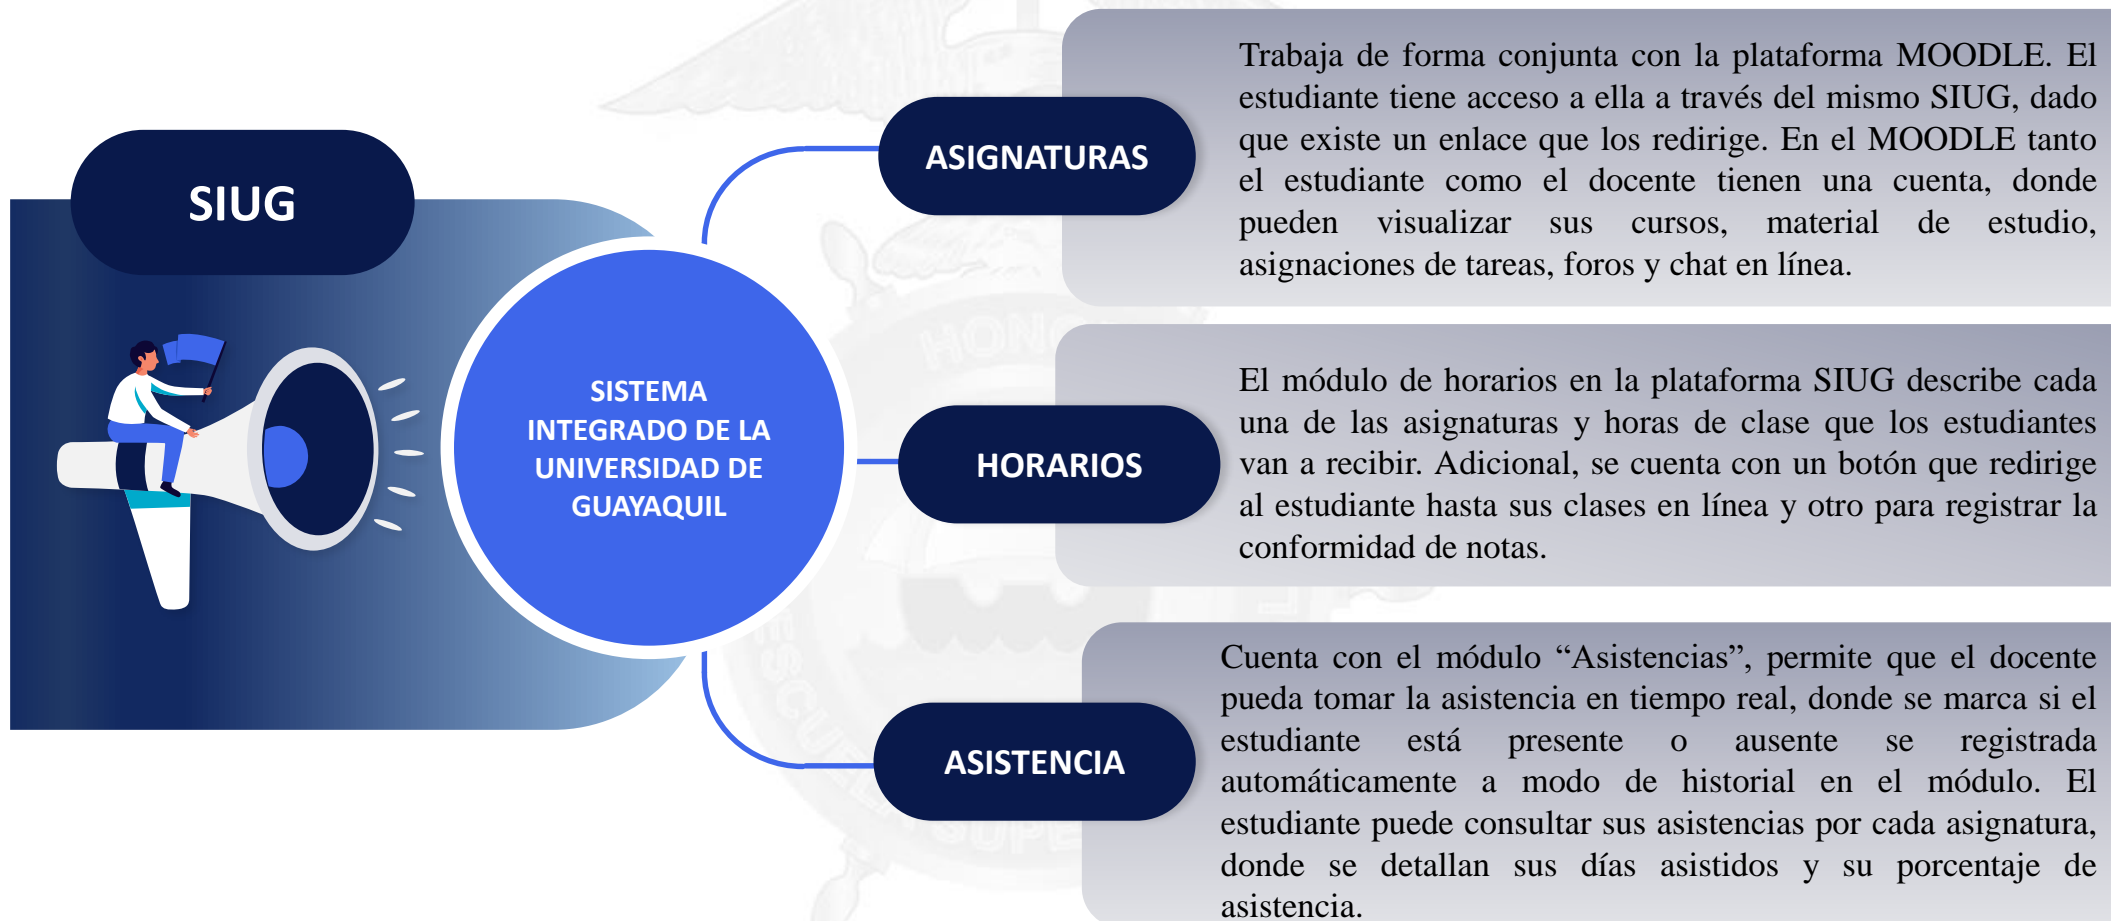 SIUG
SISTEMA
INTEGRADO DE LA
UNIVERSIDAD DE
GUAYAQUIL
ASIGNATURAS
Trabaja de forma conjunta con la plataforma MOODLE. El
estudiante tiene acceso a ella a través del mismo SIUG, dado
que existe un enlace que los redirige. En el MOODLE tanto
el estudiante como el docente tienen una cuenta, donde
pueden visualizar sus cursos, material de estudio,
asignaciones de tareas, foros y chat en línea.
HORARIOS
El módulo de horarios en la plataforma SIUG describe cada
una de las asignaturas y horas de clase que los estudiantes
van a recibir. Adicional, se cuenta con un botón que redirige
al estudiante hasta sus clases en línea y otro para registrar la
conformidad de notas.
ASISTENCIA
Cuenta con el módulo “Asistencias”, permite que el docente
pueda tomar la asistencia en tiempo real, donde se marca si el
estudiante está presente o ausente se registrada
automáticamente a modo de historial en el módulo. El
estudiante puede consultar sus asistencias por cada asignatura,
donde se detallan sus días asistidos y su porcentaje de
asistencia.